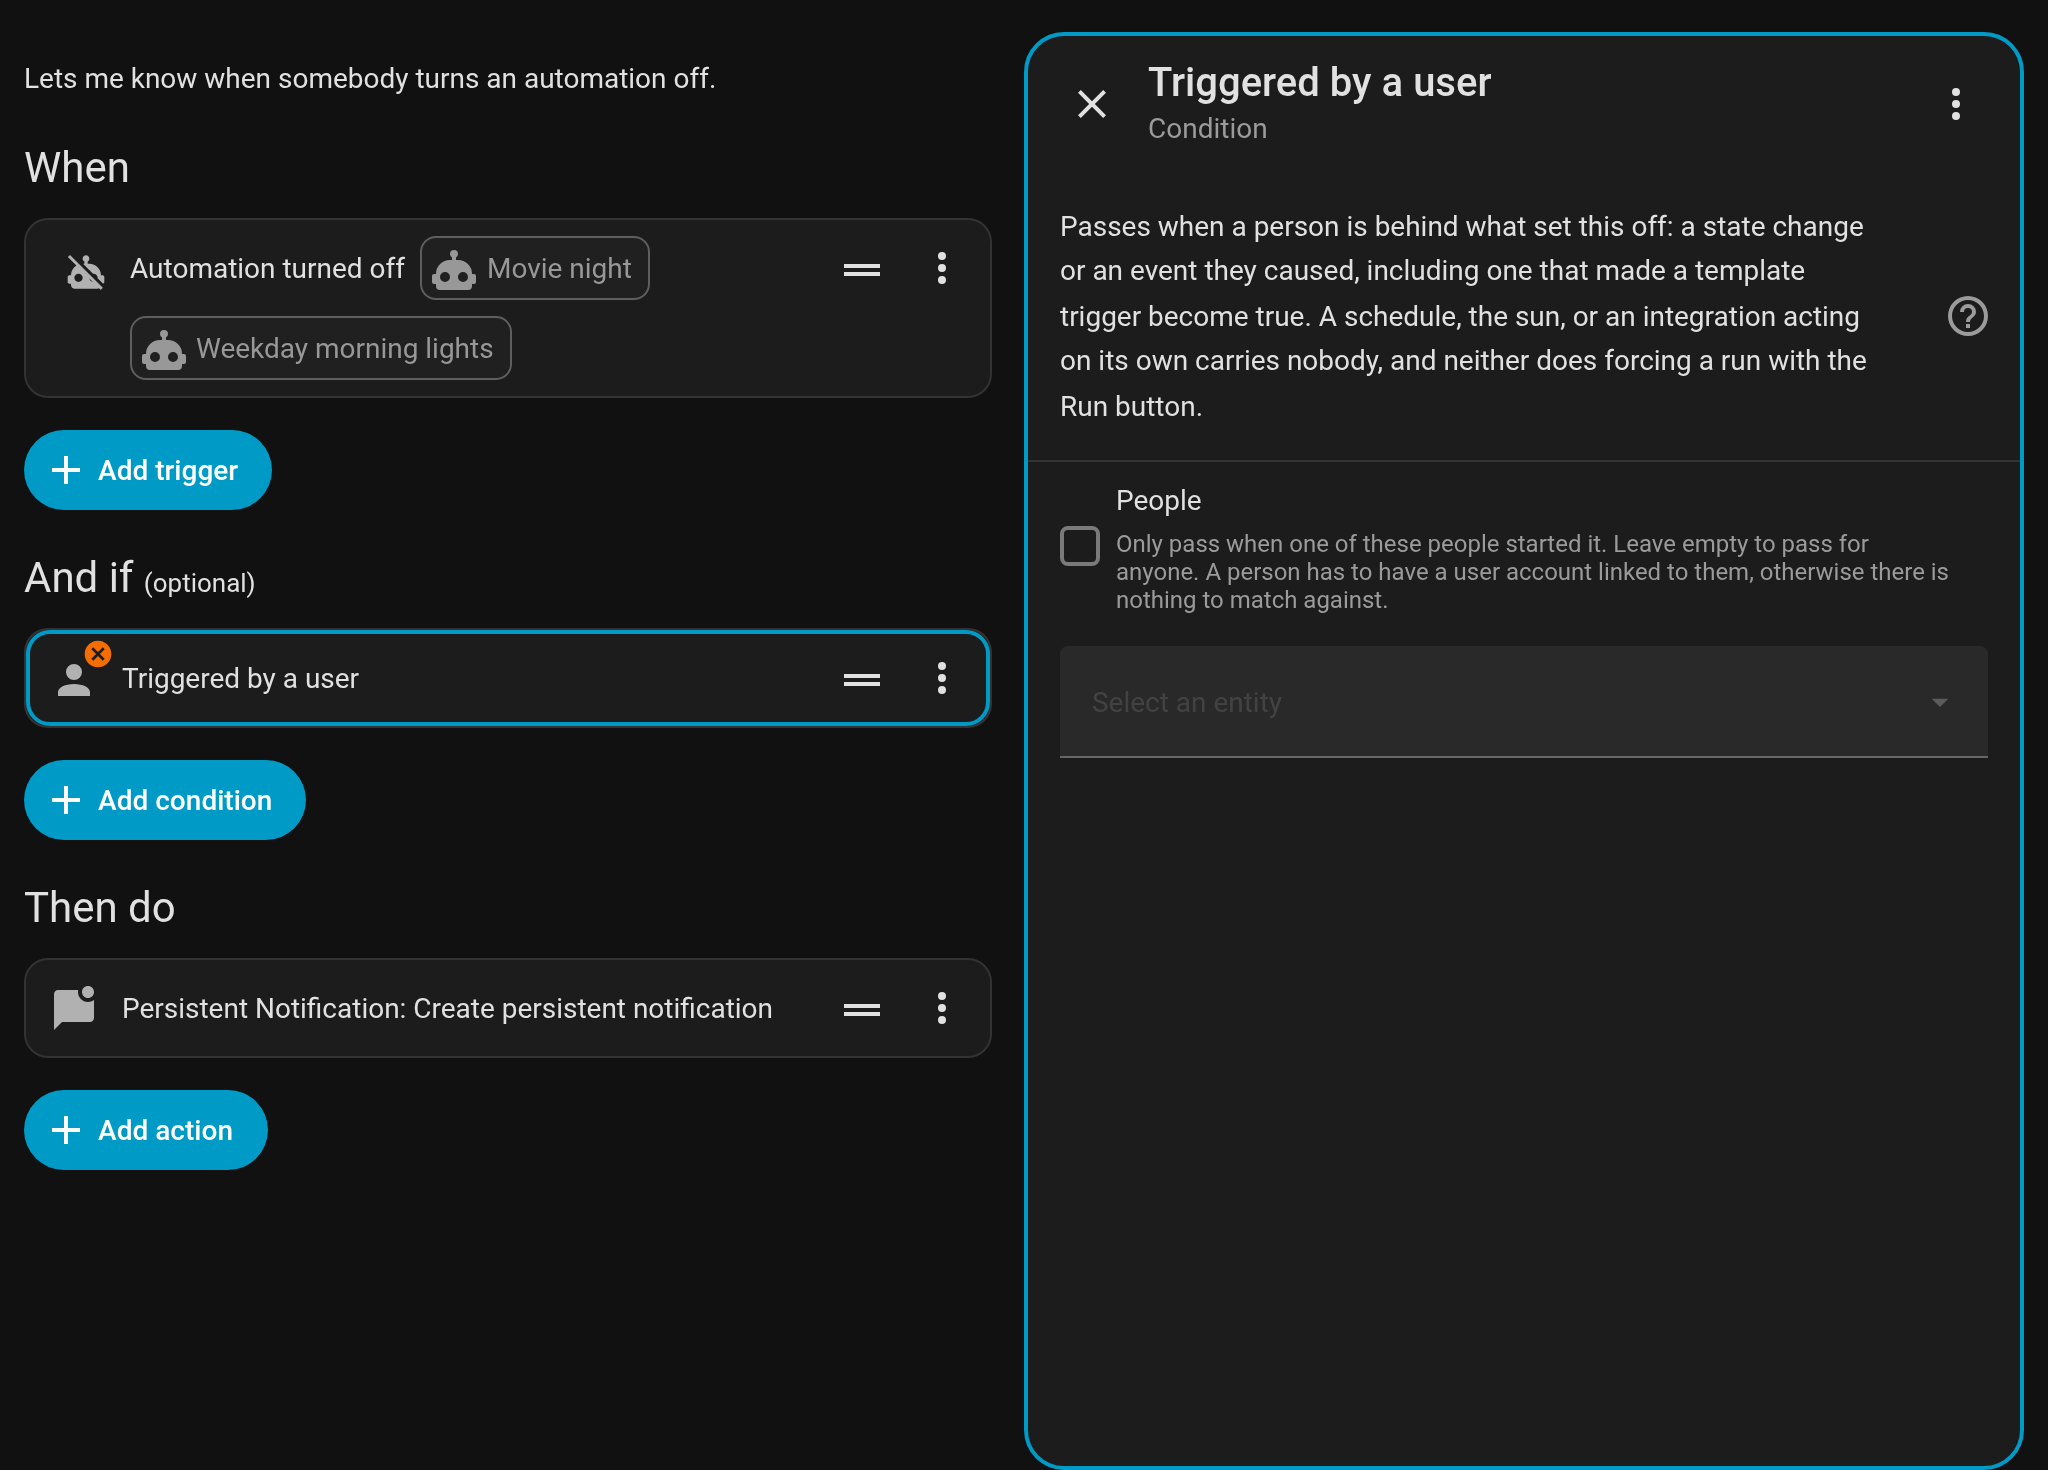 Lets me know when somebody turns an automation off.
When
Automation turned off
Movie night
Weekday morning lights
Add trigger
And if (optional)
Triggered by a user
Add condition
Then do
Persistent Notification: Create persistent notification
Add action
Triggered by a user
Condition
Passes when a person is behind what set this off: a state change
or an event they caused, including one that made a template
trigger become true. A schedule, the sun, or an integration acting
on its own carries nobody, and neither does forcing a run with the
Run button.
People
Only pass when one of these people started it. Leave empty to pass for
anyone. A person has to have a user account linked to them, otherwise there is
nothing to match against.
Select an entity